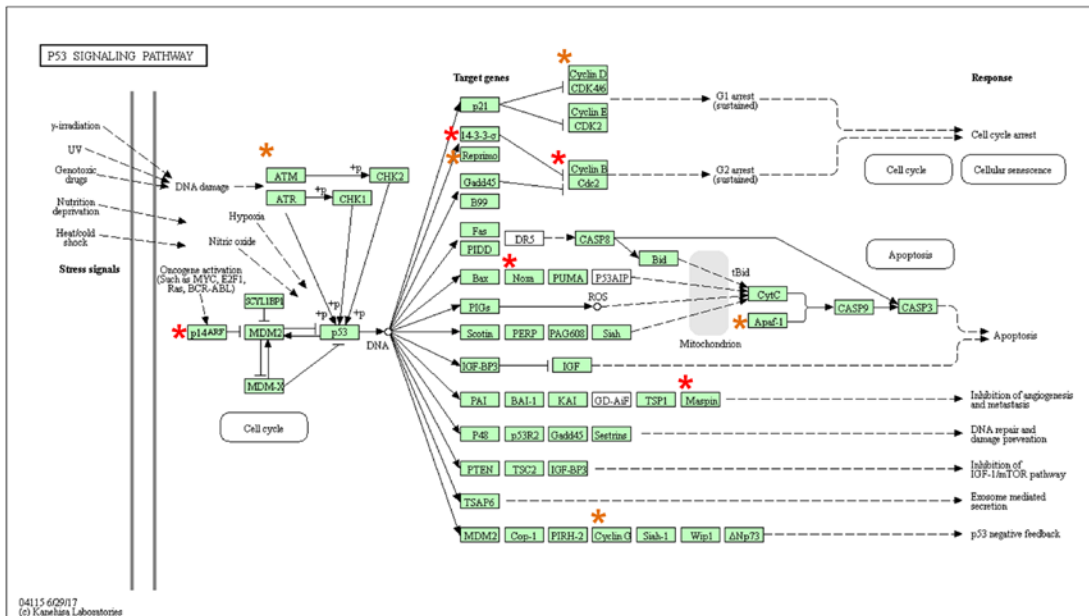 P53 SIGNALING PATHWAY
Target genes
Response
γ-irradiation
UV
Genotoxic
drugs
Nutrition
deprivation
Heat/cold
shock
Stress signals
DNA damage
ATM
ATR
+p
+p
CHK2
CHK1
Hypoxia
Nitric oxide
Oncogene activation
(Such as MYC, E2F1,
Ras, BCR-ABL)
SCYL1BP1
p14ARF
MDM2
MDM-X
+p
+p
+p
p53
DNA
Cell cycle
p21
14-3-3-σ
Reprimo
Gadd45
B99
Cyclin D
CDK4/6
Cyclin E
CDK2
Cyclin B
Cdc2
G1 arrest
(sustained)
G2 arrest
(sustained)
Cell cycle arrest
Cell cycle
Cellular senescence
Fas
PIDD
DR5
CASP8
Bid
tBid
Apoptosis
Bax
Noxa
PUMA
P53AIP
CytC
PIGs
ROS
Apaf-1
CASP9
CASP3
Scotin
PERP
PAG608
Siah
Mitochondrion
Apoptosis
IGF-BP3
IGF
PAI
BAI-1
KAI
GD-AiF
TSP1
Maspin
Inhibition of angiogenesis
and metastasis
P48
p53R2
Gadd45
Sestrins
DNA repair and
damage prevention
PTEN
TSC2
IGF-BP3
Inhibition of
IGF-1/mTOR pathway
TSAP6
Exosome mediated
secretion
MDM2
Cop-1
PIRH-2
Cyclin G
Siah-1
Wip1
ΔNp73
p53 negative feedback
04115 6/29/17
(c) Kanehisa Laboratories